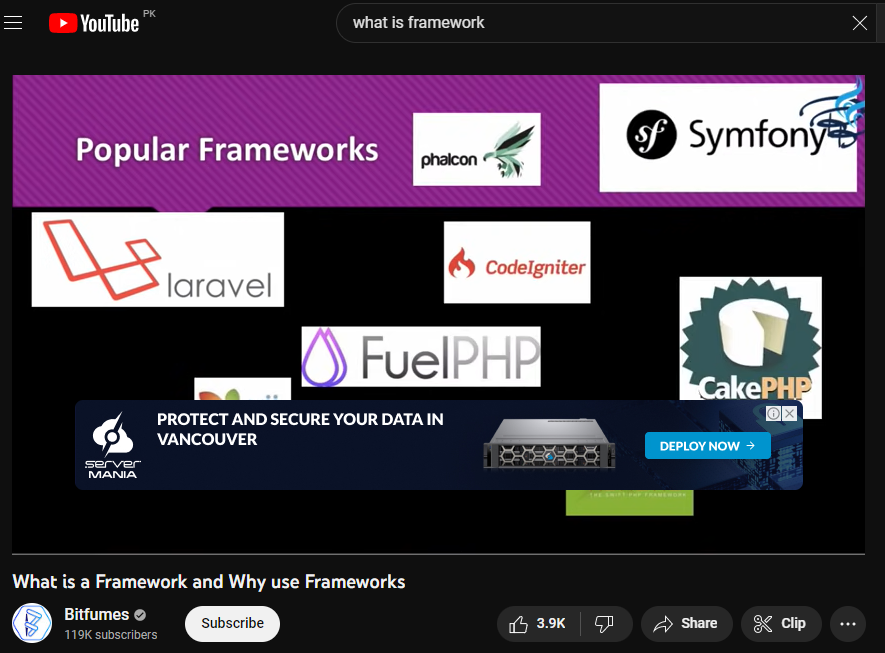 YouTube PK
what is framework
Popular Frameworks
phalcon
sf Symfony
laravel
CodeIgniter
FuelPHP
CakePHP
PROTECT AND SECURE YOUR DATA IN
VANCOUVER
SERVER
MANIA
DEPLOY NOW →
THE SWIFT PHP FRAMEWORK
What is a Framework and Why use Frameworks
Bitfumes
119K subscribers
Subscribe
3.9K
Share
Clip